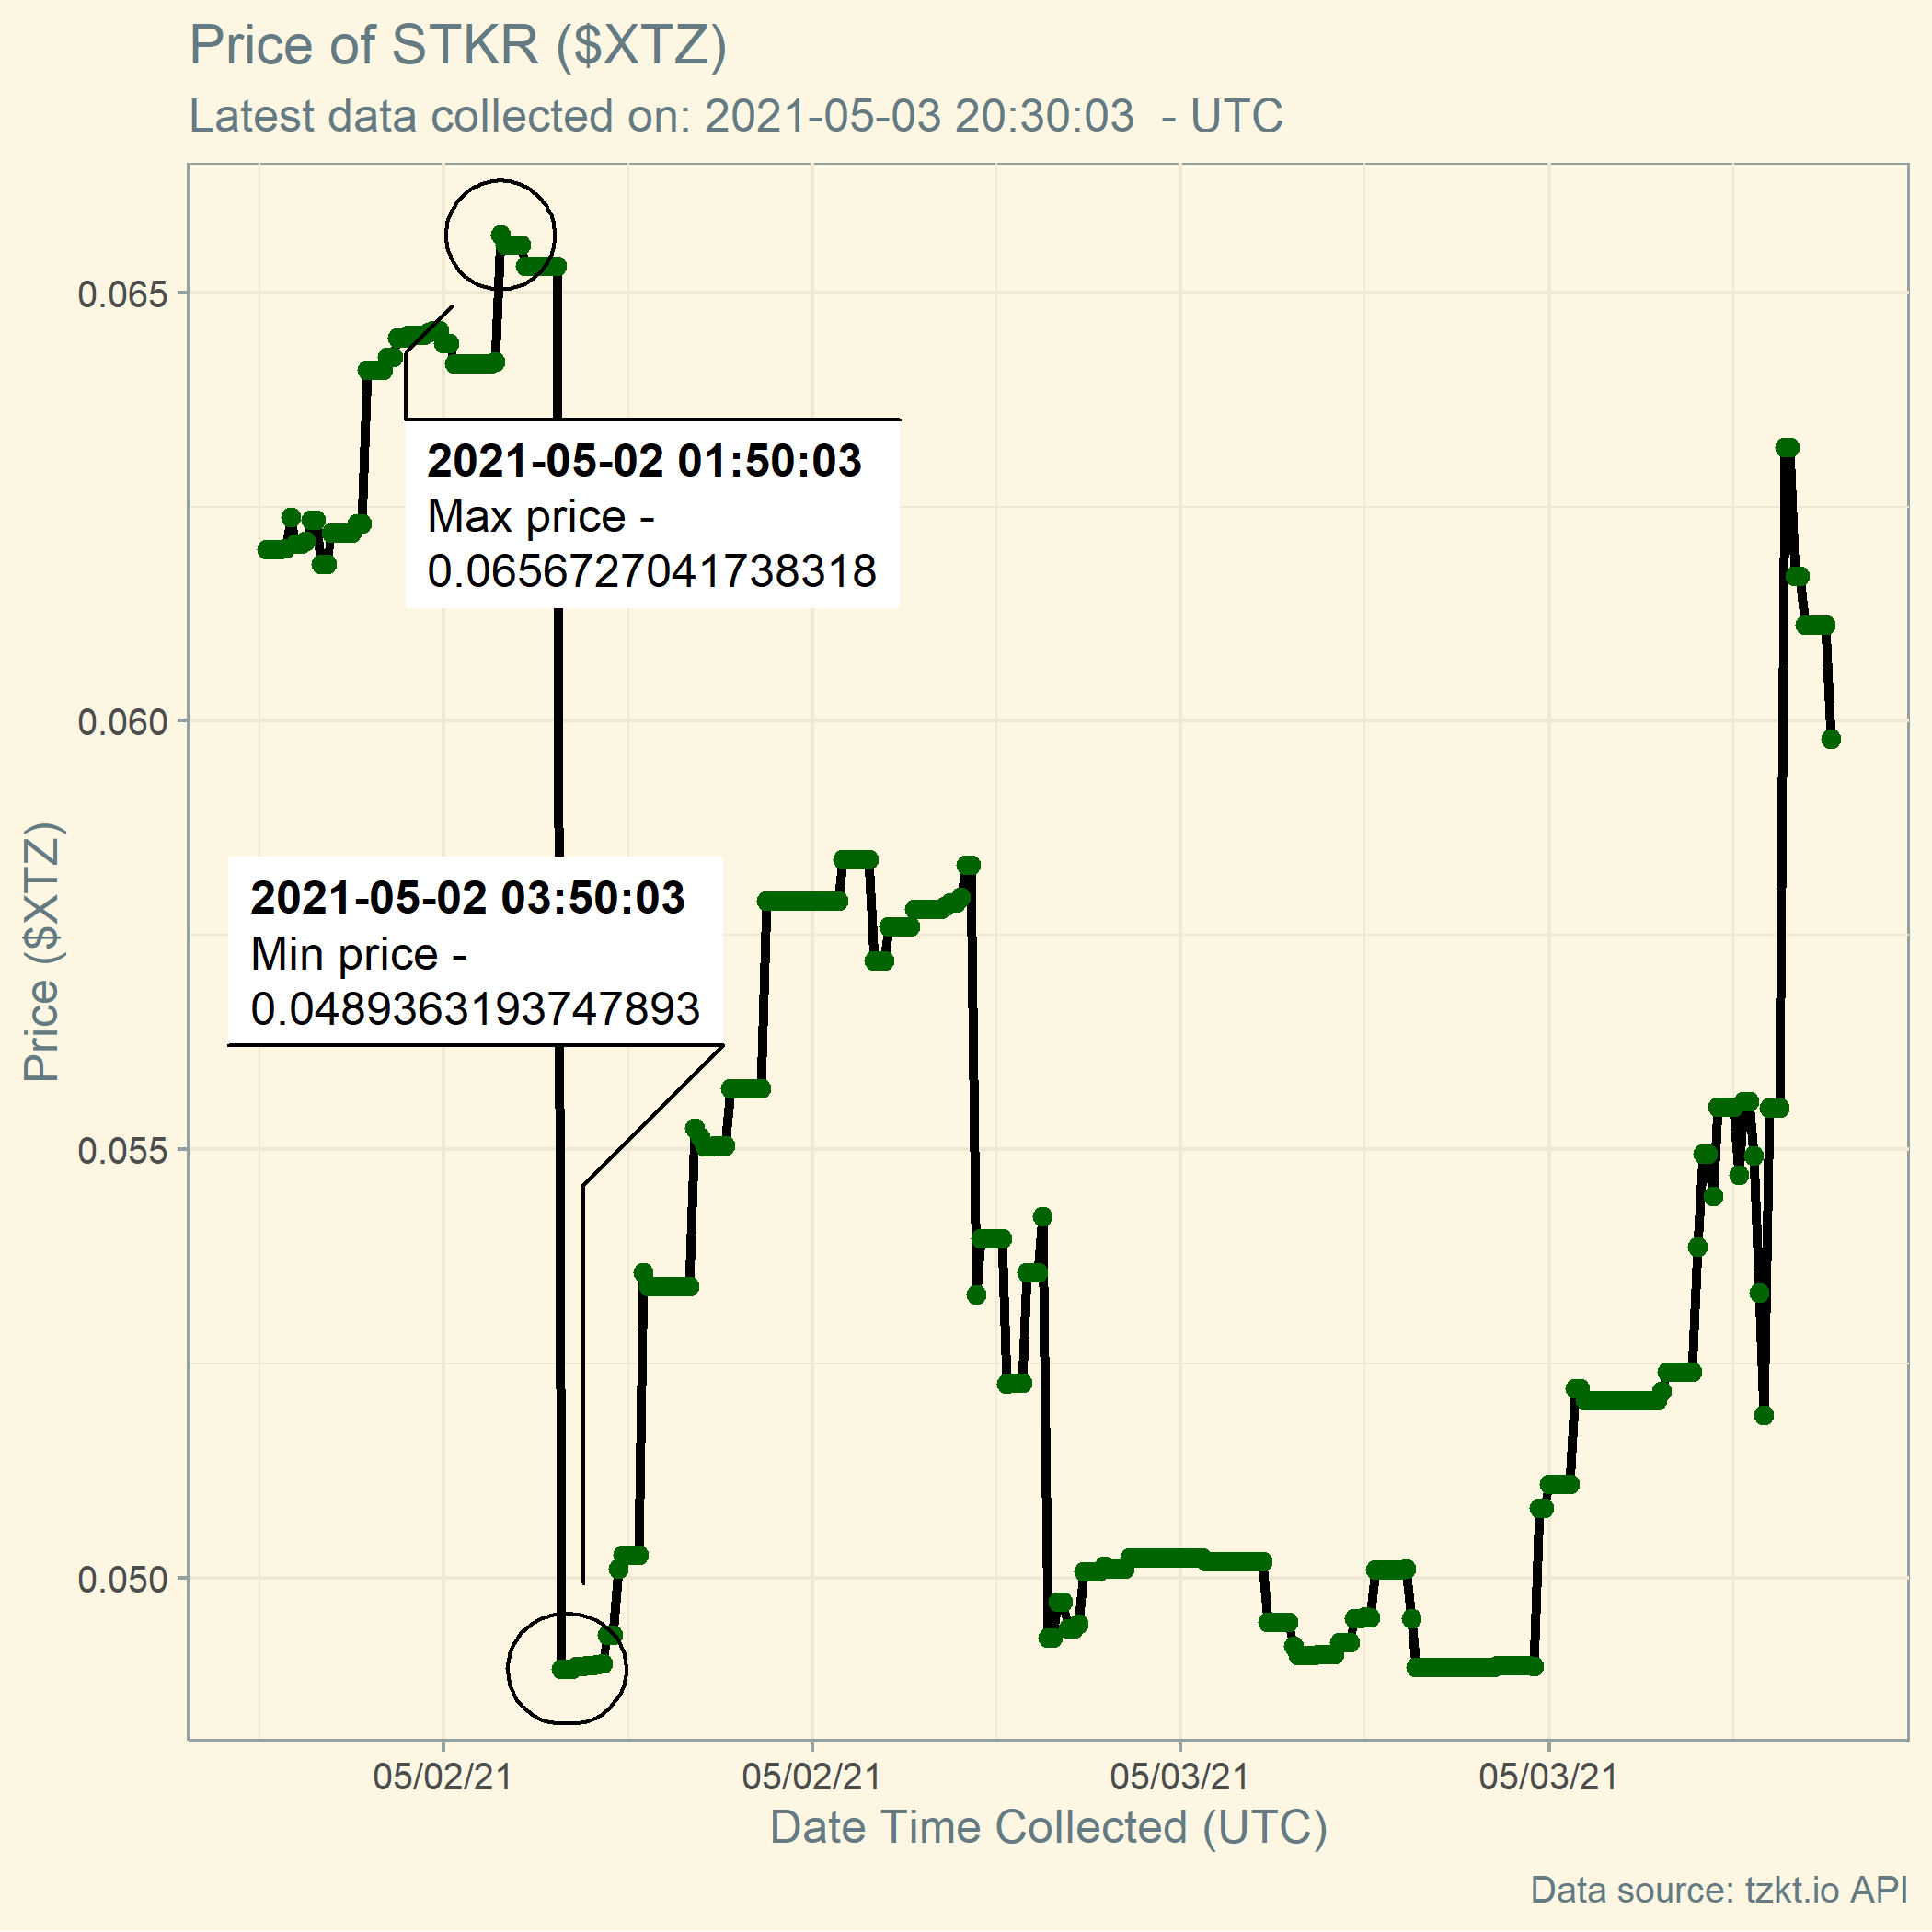 Price of STKR ($XTZ)
Latest data collected on: 2021-05-03 20:30:03  - UTC
0.065
0.060
0.055
0.050
Price ($XTZ)
2021-05-02 01:50:03
Max price -
0.0656727041738318
2021-05-02 03:50:03
Min price -
0.0489363193747893
05/02/21
05/02/21
05/03/21
05/03/21
Date Time Collected (UTC)
Data source: tzkt.io API